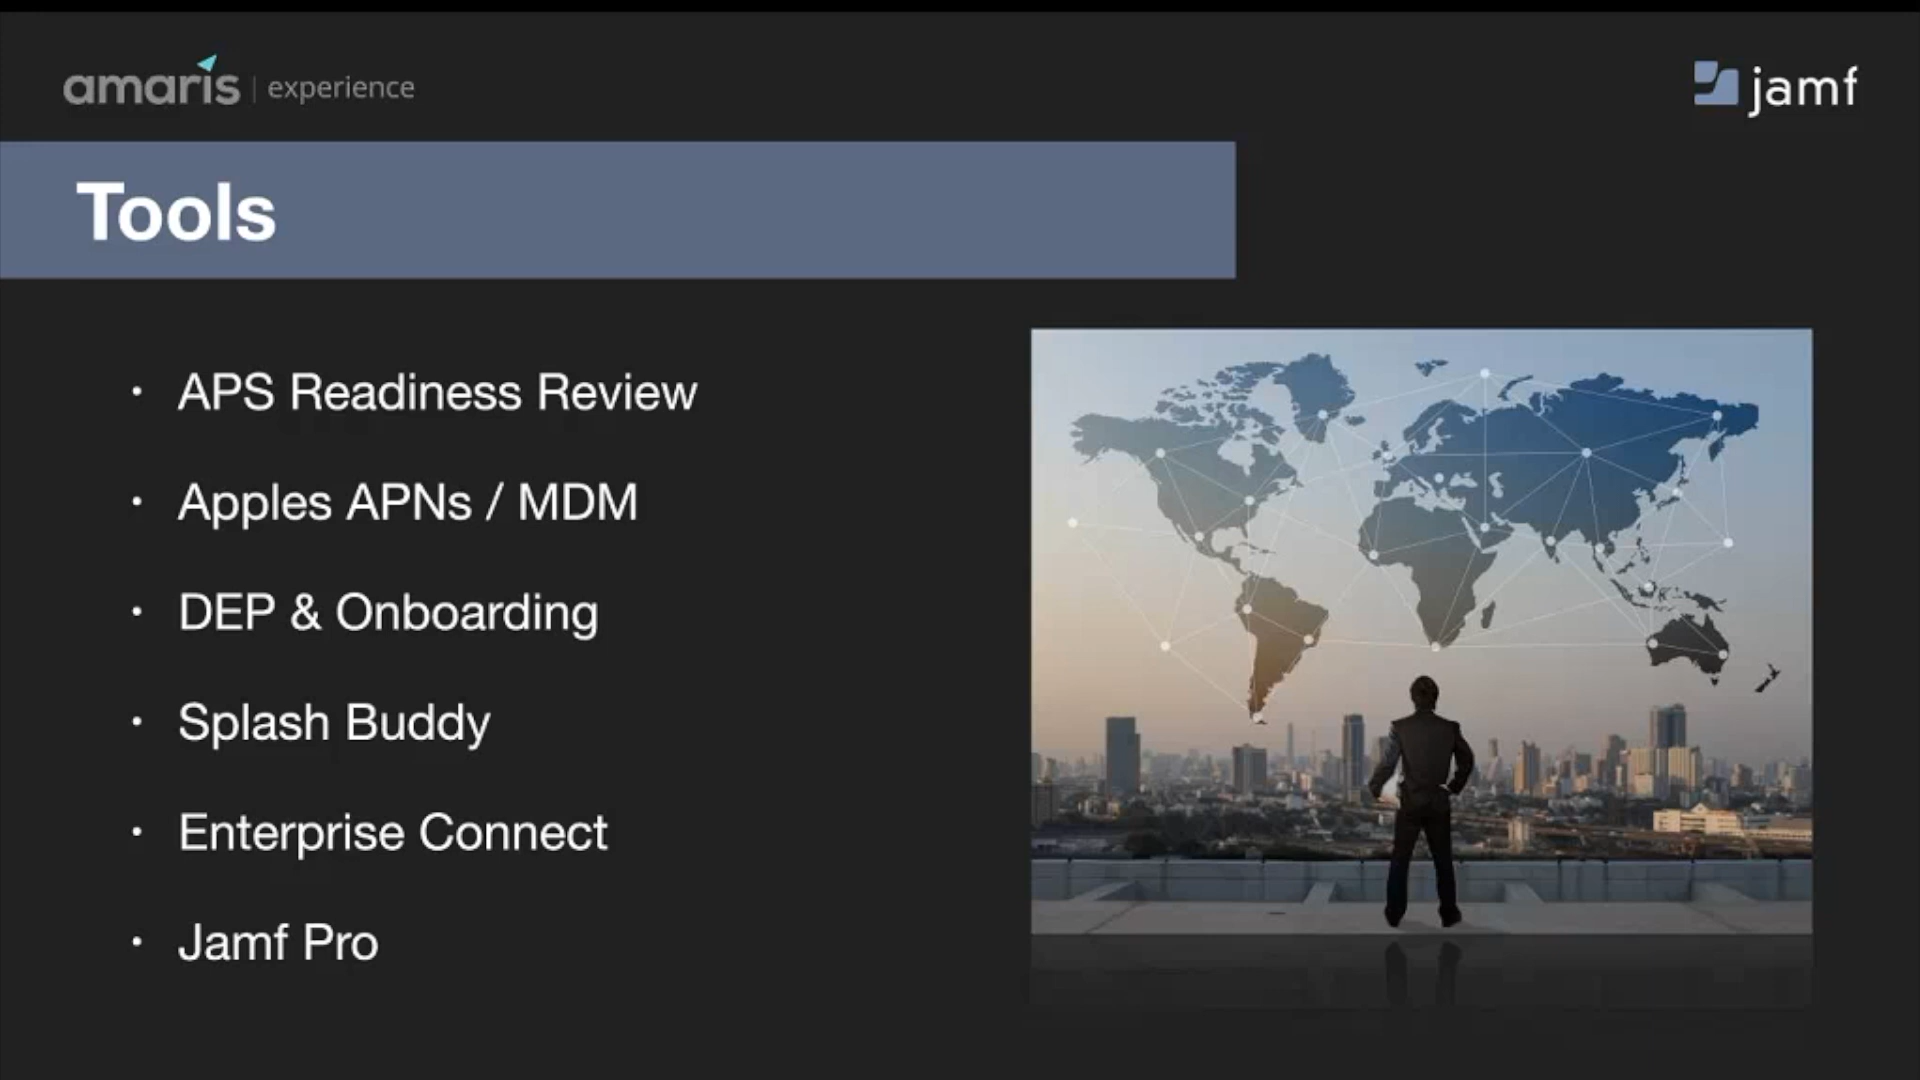 amaris | experience
jamf
Tools
• APS Readiness Review
• Apples APNs / MDM
• DEP & Onboarding
• Splash Buddy
• Enterprise Connect
• Jamf Pro